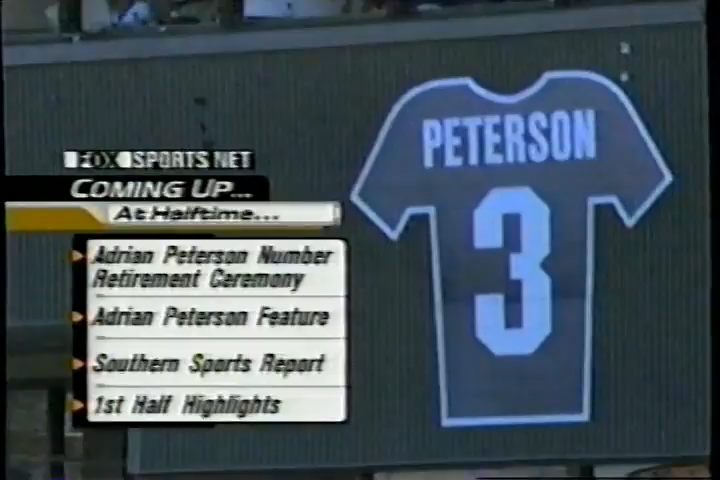 FOX SPORTS NET
COMING UP...
At Halftime...
Adrian Peterson Number
Retirement Ceremony
Adrian Peterson Feature
Southern Sports Report
1st Half Highlights
PETERSON
3